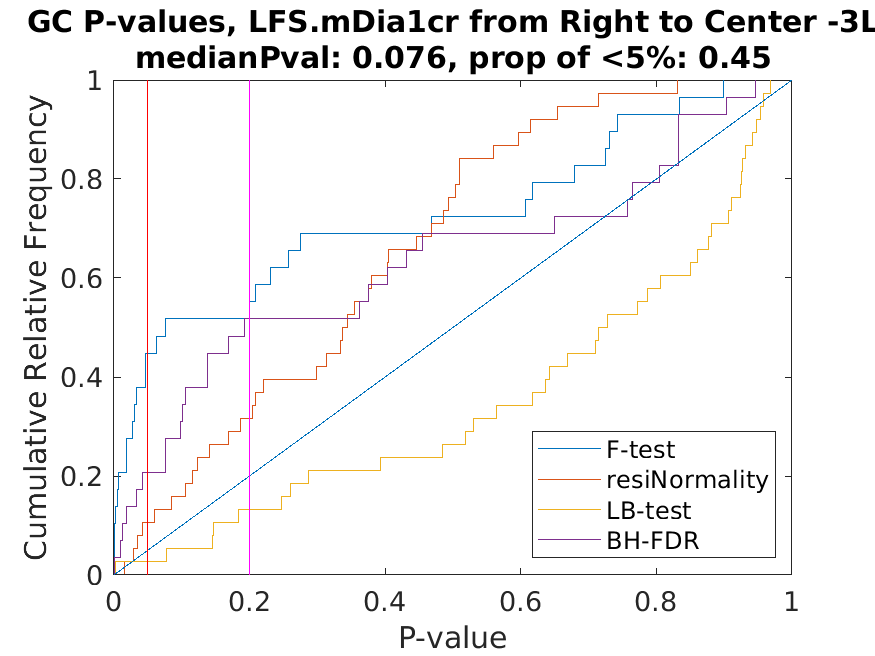 GC P-values, LFS.mDia1cr from Right to Center -3L
medianPval: 0.076, prop of <5%: 0.45
Cumulative Relative Frequency
1
0.8
0.6
0.4
0.2
0
0
0.2
0.4
0.6
0.8
1
P-value
F-test
resiNormality
LB-test
BH-FDR